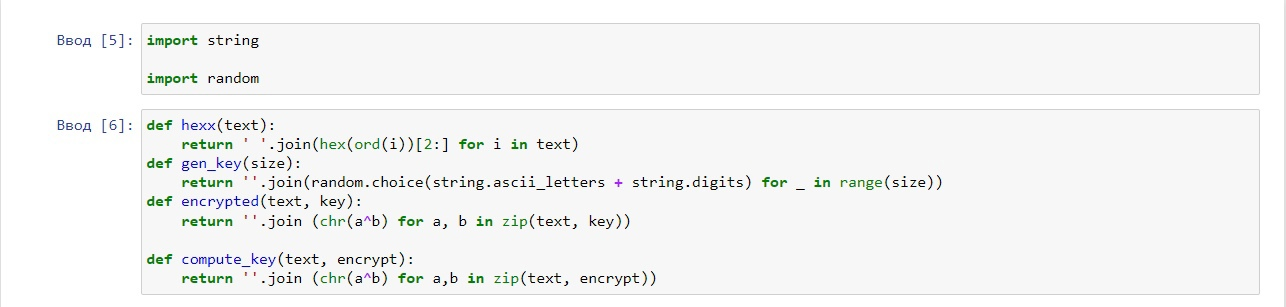 Ввод [5]: import string
import random
Ввод [6]: def hexx(text):
    return ' '.join(hex(ord(i))[2:] for i in text)
def gen_key(size):
    return ''.join(random.choice(string.ascii_letters + string.digits) for _ in range(size))
def encrypted(text, key):
    return ''.join (chr(a^b) for a, b in zip(text, key))
def compute_key(text, encrypt):
    return ''.join (chr(a^b) for a,b in zip(text, encrypt))